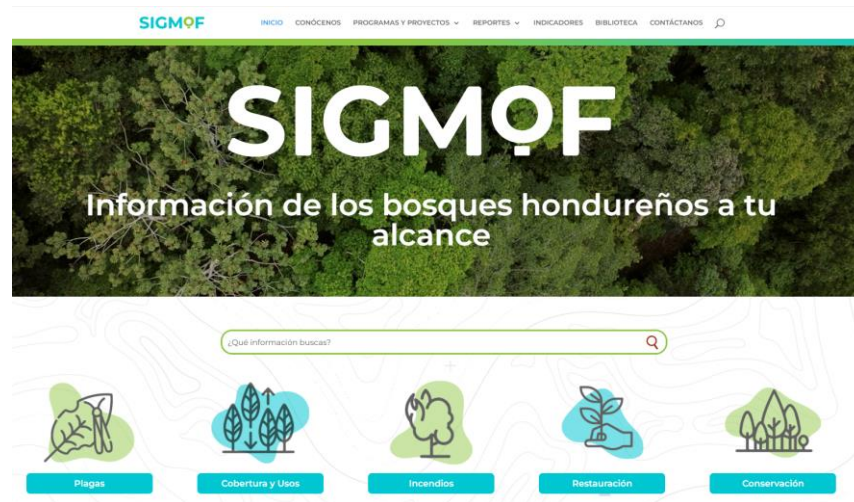 SIGMOF
INICIO CONÓCENOS PROGRAMAS Y PROYECTOS REPORTES INDICADORES BIBLIOTECA CONTÁCTANOS
SIGMOF
Información de los bosques hondureños a tu
alcance
¿Qué información buscas?
Plagas Cobertura y Usos Incendios Restauración Conservación